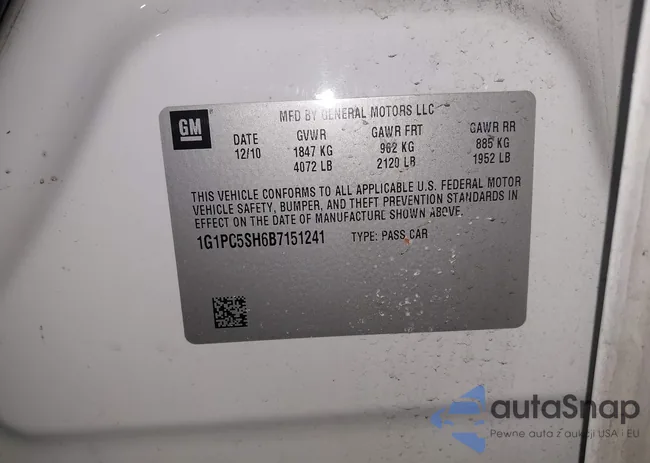 GM
MFD BY GENERAL MOTORS LLC
DATE GVWR GAWR FRT GAWR RR
12/10 1847 KG 962 KG 885 KG
4072 LB 2120 LB 1952 LB
THIS VEHICLE CONFORMS TO ALL APPLICABLE U.S. FEDERAL MOTOR
VEHICLE SAFETY, BUMPER, AND THEFT PREVENTION STANDARDS IN
EFFECT ON THE DATE OF MANUFACTURE SHOWN ABOVE.
1G1PC5SH6B7151241 TYPE: PASS CAR
autaSnap
Pewne auta z aukcji USA i EU